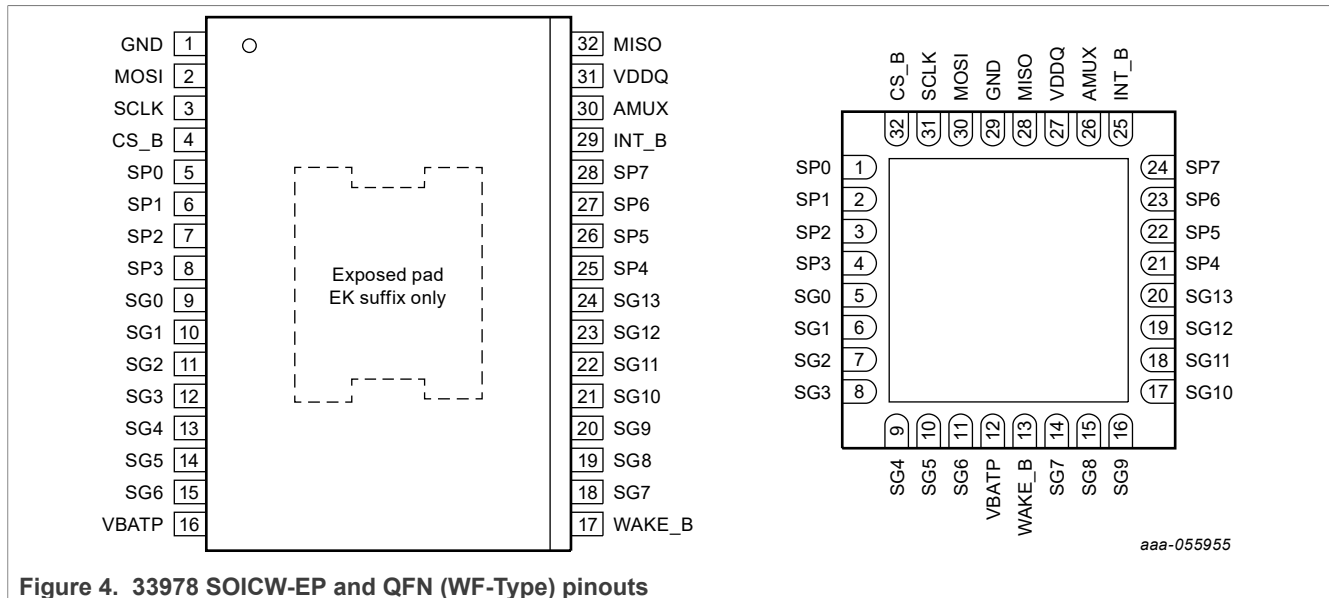 GND 1
MOSI 2
SCLK 3
CS_B 4
SP0 5
SP1 6
SP2 7
SP3 8
SG0 9
SG1 10
SG2 11
SG3 12
SG4 13
SG5 14
SG6 15
VBATP 16
Exposed pad
EK suffix only
32 MISO
31 VDDQ
30 AMUX
29 INT_B
28 SP7
27 SP6
26 SP5
25 SP4
24 SG13
23 SG12
22 SG11
21 SG10
20 SG9
19 SG8
18 SG7
17 WAKE_B
CS_B 32
SCLK 31
MOSI 30
GND 29
MISO 28
VDDQ 27
AMUX 26
INT_B 25
SP0 1
SP1 2
SP2 3
SP3 4
SG0 5
SG1 6
SG2 7
SG3 8
24 SP7
23 SP6
22 SP5
21 SP4
20 SG13
19 SG12
18 SG11
17 SG10
9 SG4
10 SG5
11 SG6
12 VBATP
13 WAKE_B
14 SG7
15 SG8
16 SG9
aaa-055955
Figure 4. 33978 SOICW-EP and QFN (WF-Type) pinouts